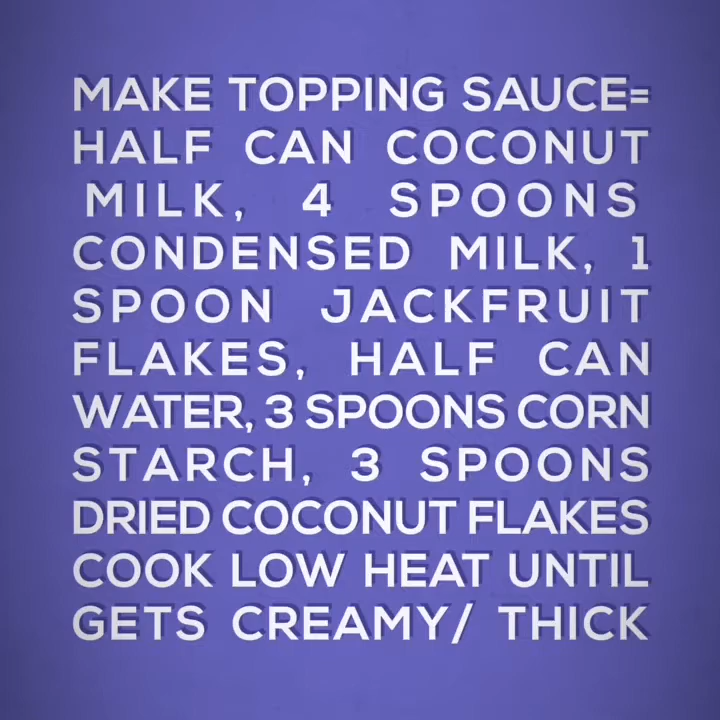 MAKE TOPPING SAUCE=
HALF CAN COCONUT
MILK, 4 SPOONS
CONDENSED MILK, 1
SPOON JACKFRUIT
FLAKES, HALF CAN
WATER, 3 SPOONS CORN
STARCH, 3 SPOONS
DRIED COCONUT FLAKES
COOK LOW HEAT UNTIL
GETS CREAMY/ THICK